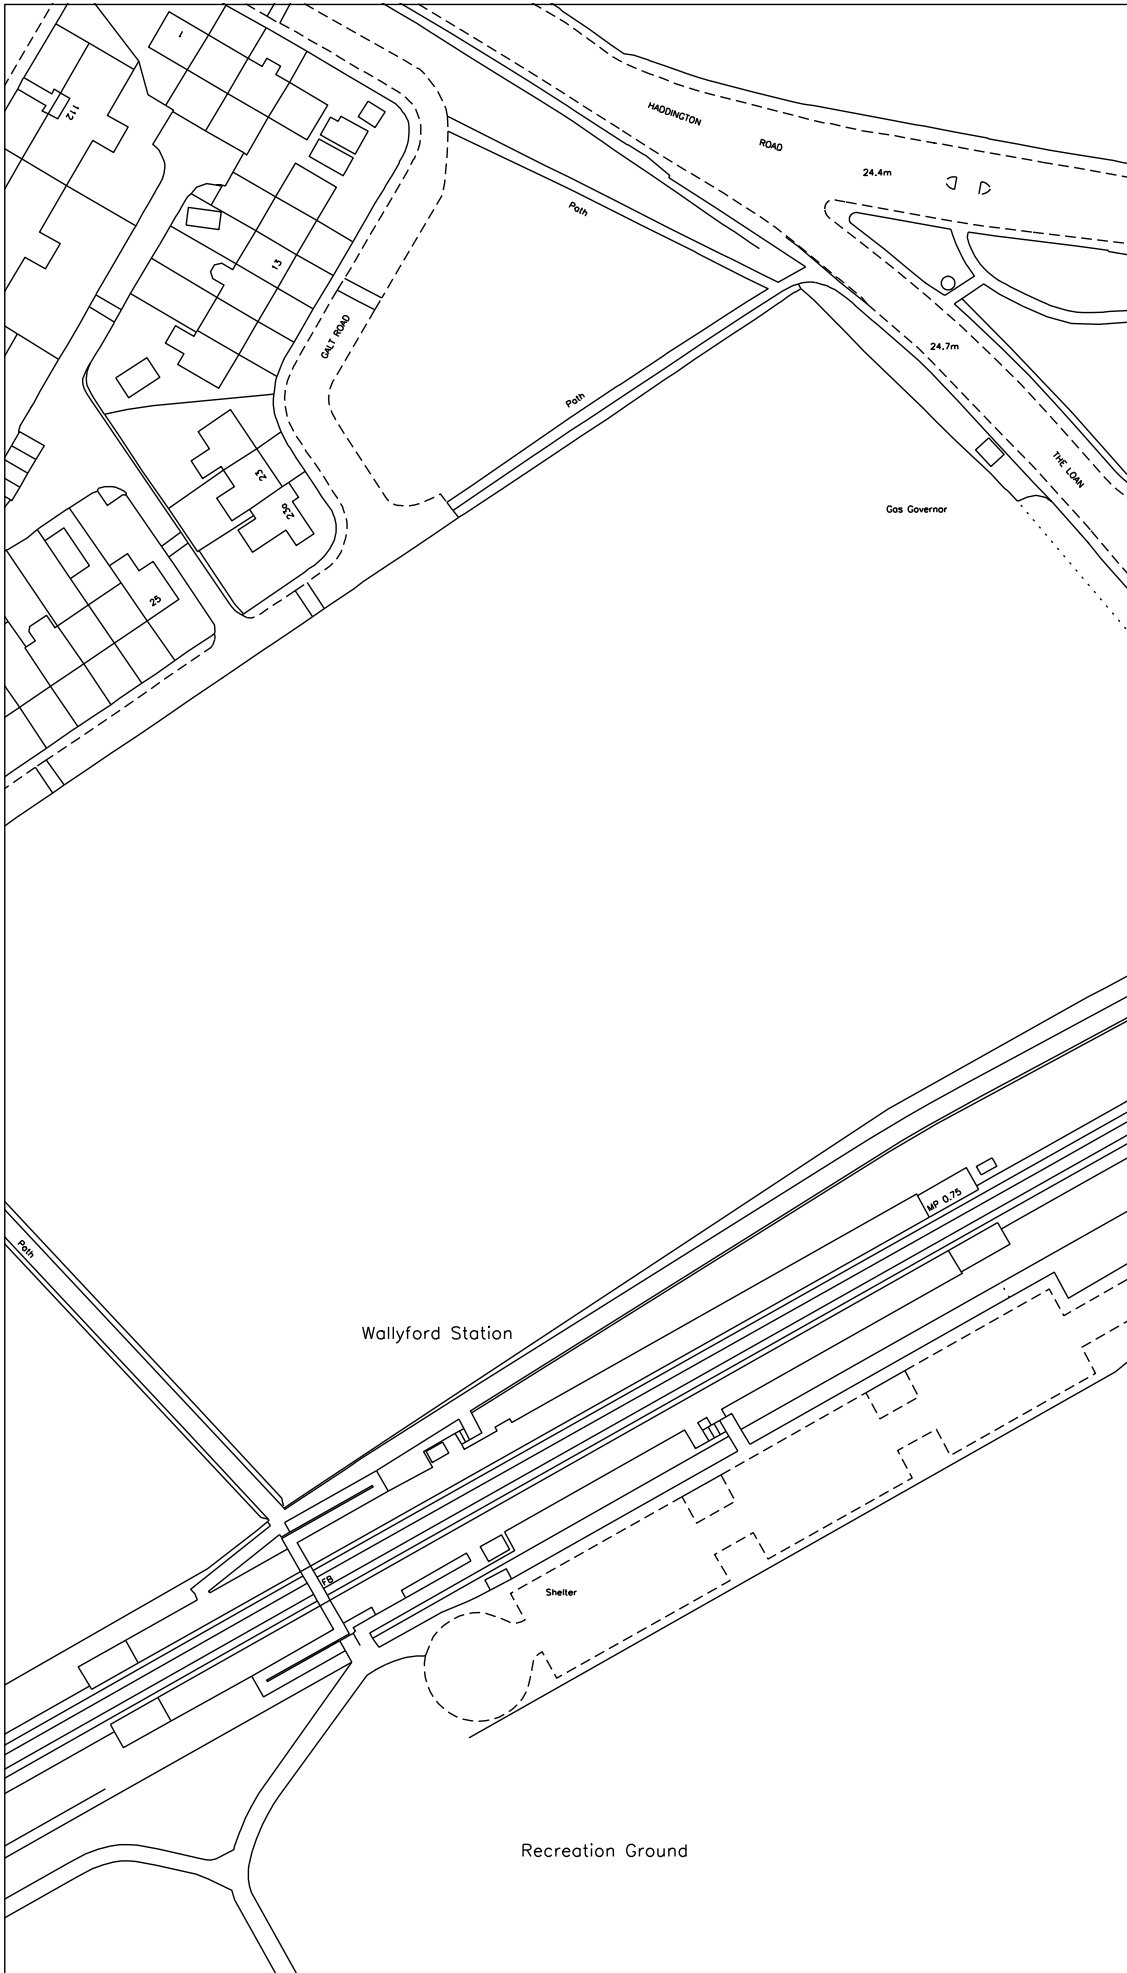 1
112
HADDINGTON
ROAD
24.4m
Path
13
GALT ROAD
24.7m
Path
THE LOAN
23
23a
Gas Governor
25
MP 0.75
Path
Wallyford Station
FB
Shelter
Recreation Ground